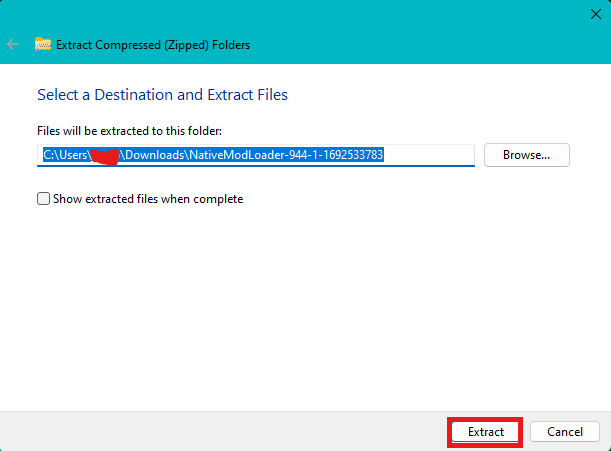 Extract Compressed (Zipped) Folders
Select a Destination and Extract Files
Files will be extracted to this folder:
C:\Users\ \Downloads\NativeModLoader-944-1-1692533783
Browse...
Show extracted files when complete
Extract
Cancel